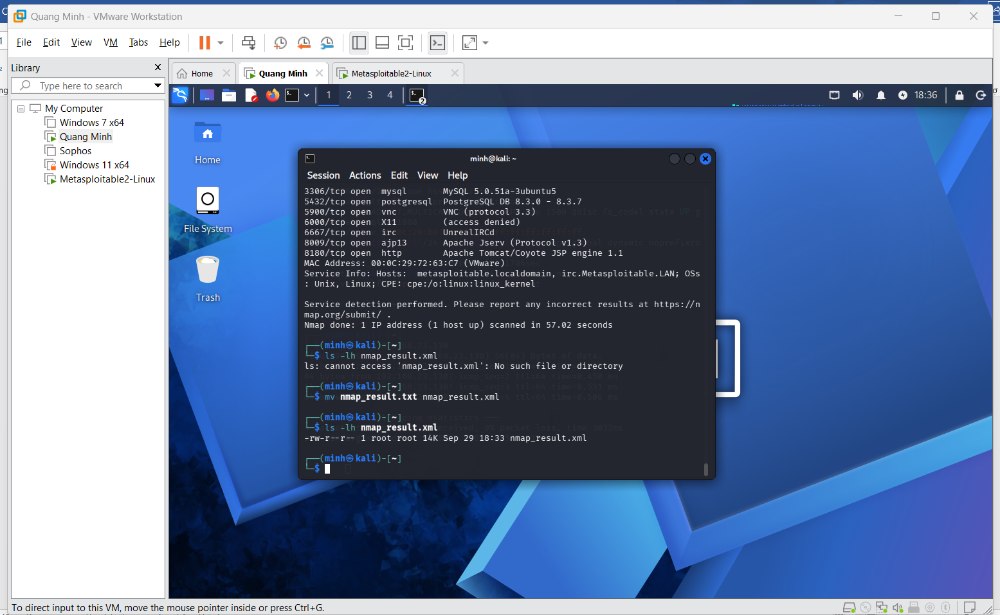 Quang Minh - VMware Workstation
File Edit View VM Tabs Help
Library
Type here to search
My Computer
Windows 7 x64
Quang Minh
Sophos
Windows 11 x64
Metasploitable2-Linux
Home
Quang Minh
Metasploitable2-Linux
1 2 3 4
2
18:36
Home
File System
Trash
minh@kali: ~
Session Actions Edit View Help
3306/tcp open  mysql       MySQL 5.0.51a-3ubuntu5
5432/tcp open  postgresql  PostgreSQL DB 8.3.0 - 8.3.7
5900/tcp open  vnc         VNC (protocol 3.3)
6000/tcp open  X11         (access denied)
6667/tcp open  irc         UnrealIRCd
8009/tcp open  ajp13       Apache Jserv (Protocol v1.3)
8180/tcp open  http        Apache Tomcat/Coyote JSP engine 1.1
MAC Address: 00:0C:29:72:63:C7 (VMware)
Service Info: Hosts:  metasploitable.localdomain, irc.Metasploitable.LAN; OSs
: Unix, Linux; CPE: cpe:/o:linux:linux_kernel
Service detection performed. Please report any incorrect results at https://n
map.org/submit/ .
Nmap done: 1 IP address (1 host up) scanned in 57.02 seconds
┌──(minh㉿kali)-[~]
└─$ ls -lh nmap_result.xml
ls: cannot access 'nmap_result.xml': No such file or directory
┌──(minh㉿kali)-[~]
└─$ mv nmap_result.txt nmap_result.xml
┌──(minh㉿kali)-[~]
└─$ ls -lh nmap_result.xml
-rw-r--r-- 1 root root 14K Sep 29 18:33 nmap_result.xml
┌──(minh㉿kali)-[~]
└─$
To direct input to this VM, move the mouse pointer inside or press Ctrl+G.